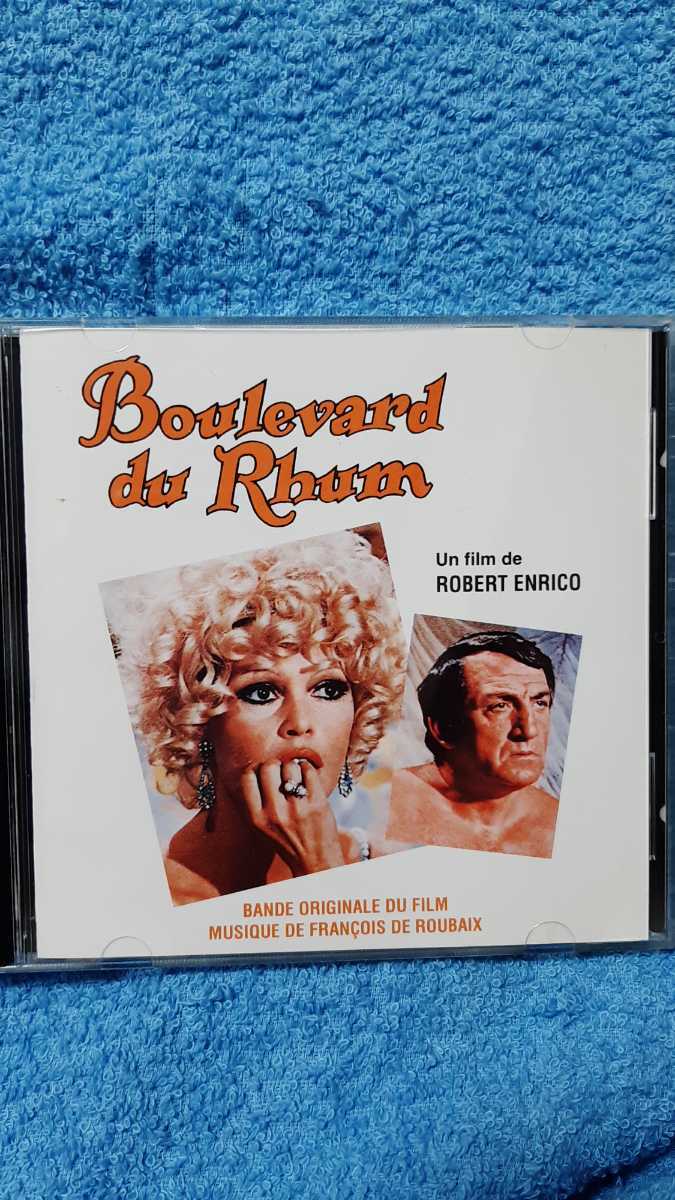 Boulevard
du Rhum
Un film de
ROBERT ENRICO
BANDE ORIGINALE DU FILM
MUSIQUE DE FRANÇOIS DE ROUBAIX